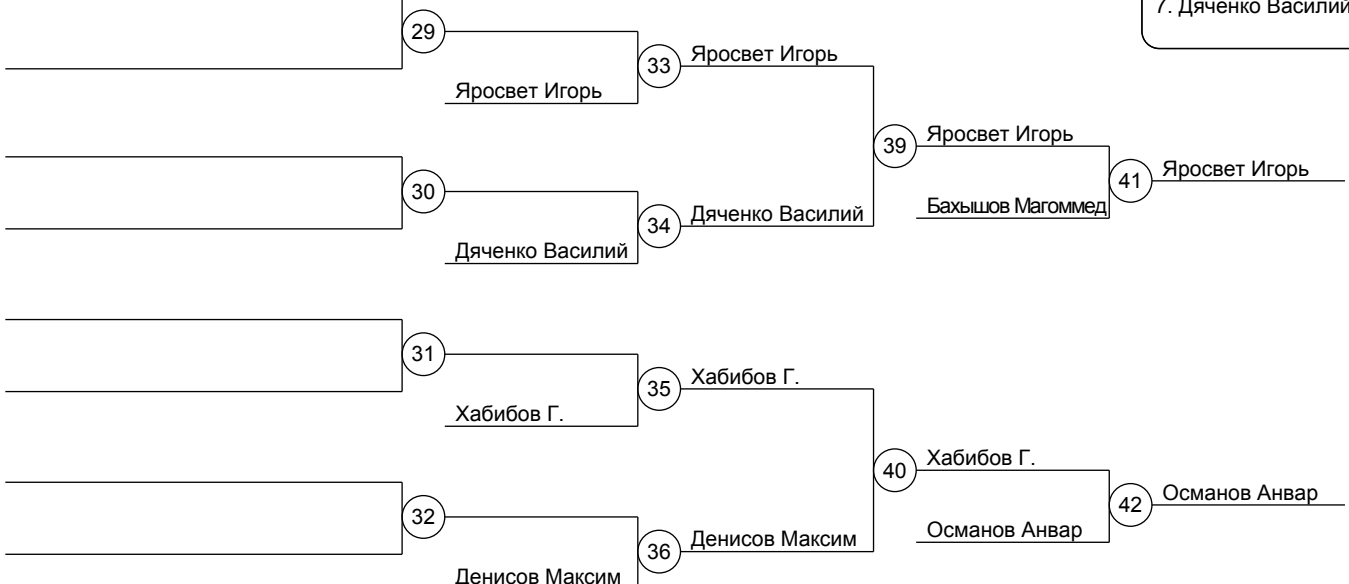 7. Дяченко Василий
29
33
Яросвет Игорь
Яросвет Игорь
39
Яросвет Игорь
41
Яросвет Игорь
Бахышов Магоммед
30
34
Дяченко Василий
Дяченко Василий
31
35
Хабибов Г.
Хабибов Г.
40
Хабибов Г.
42
Османов Анвар
Османов Анвар
32
36
Денисов Максим
Денисов Максим